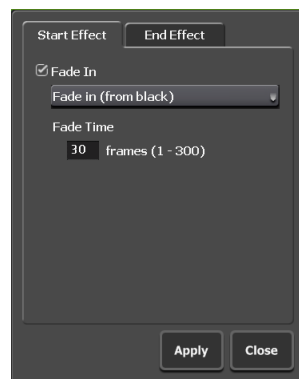 Start Effect End Effect
Fade In
Fade in (from black)
Fade Time
30 frames (1 - 300)
Apply Close